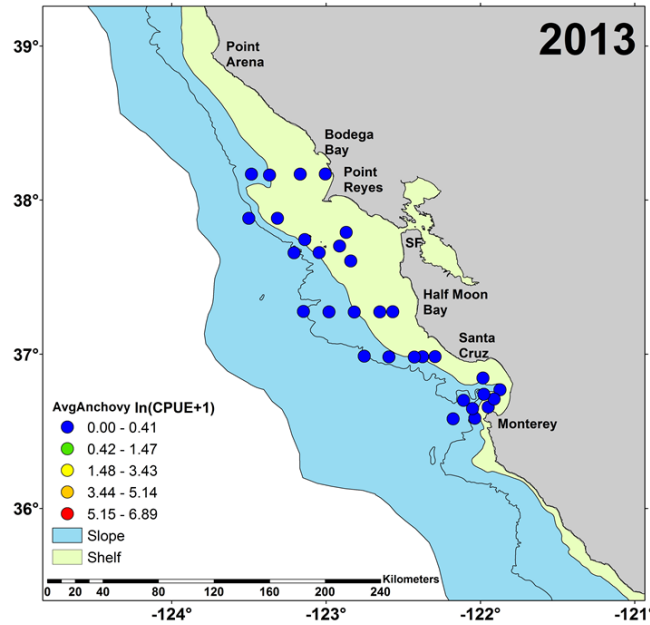 2013
39°
Point
Arena
Bodega
Bay
Point
Reyes
38°
SF
Half Moon
Bay
Santa
Cruz
37°
Monterey
AvgAnchovy ln(CPUE+1)
0.00 - 0.41
0.42 - 1.47
1.48 - 3.43
3.44 - 5.14
5.15 - 6.89
Slope
Shelf
36°
Kilometers
0 20 40 80 120 160 200 240
-124° -123° -122° -121°